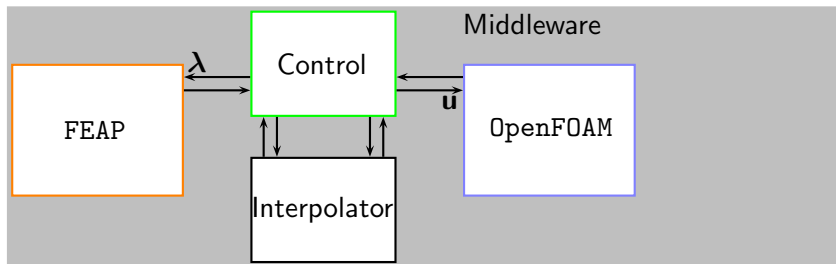 Middleware
λ
Control
FEAP
u
OpenFOAM
Interpolator